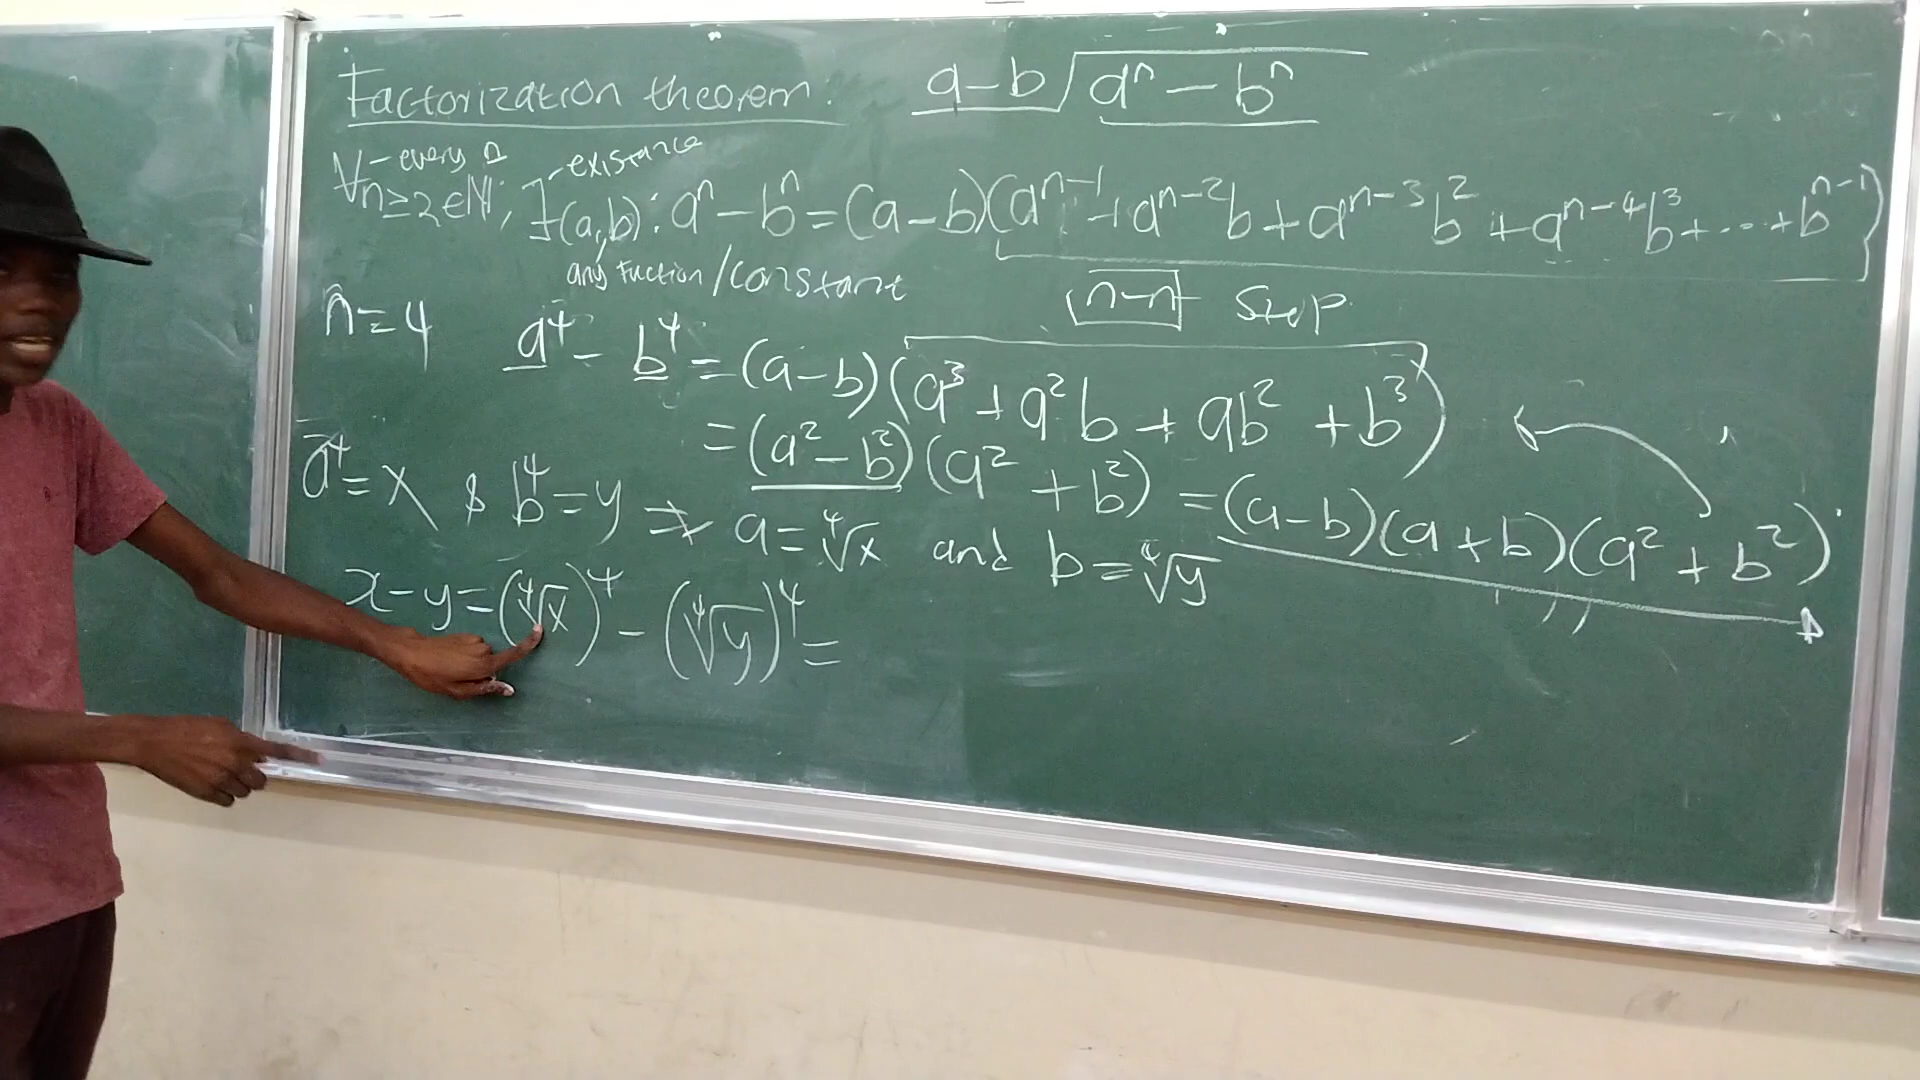 Factorization theorem.
a-b / aⁿ - bⁿ
- every n - existance
∀n≥2∈ℕ, ∃(a,b): aⁿ - bⁿ = (a-b)(aⁿ⁻¹ + aⁿ⁻²b + aⁿ⁻³b² + aⁿ⁻⁴b³ + ... + bⁿ⁻¹)
any fuction/constant
n-n Stop
n=4 a⁴ - b⁴ = (a-b)(a³ + a²b + ab² + b³)
= (a² - b²)(a² + b²) = (a-b)(a+b)(a² + b²)
a⁴ = x & b⁴ = y ⇒ a = ⁴√x and b = ⁴√y
x - y = (⁴√x)⁴ - (⁴√y)⁴ =